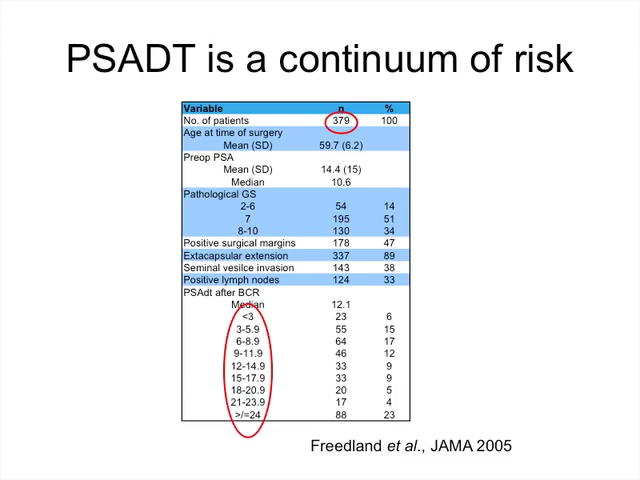 PSADT is a continuum of risk
Variable n %
No. of patients 379 100
Age at time of surgery
Mean (SD) 59.7 (6.2)
Preop PSA
Mean (SD) 14.4 (15)
Median 10.6
Pathological GS
2-6 54 14
7 195 51
8-10 130 34
Positive surgical margins 178 47
Extacapsular extension 337 89
Seminal vesilce invasion 143 38
Positive lymph nodes 124 33
PSAdt after BCR
Median 12.1
<3 23 6
3-5.9 55 15
6-8.9 64 17
9-11.9 46 12
12-14.9 33 9
15-17.9 33 9
18-20.9 20 5
21-23.9 17 4
>/=24 88 23
Freedland et al., JAMA 2005